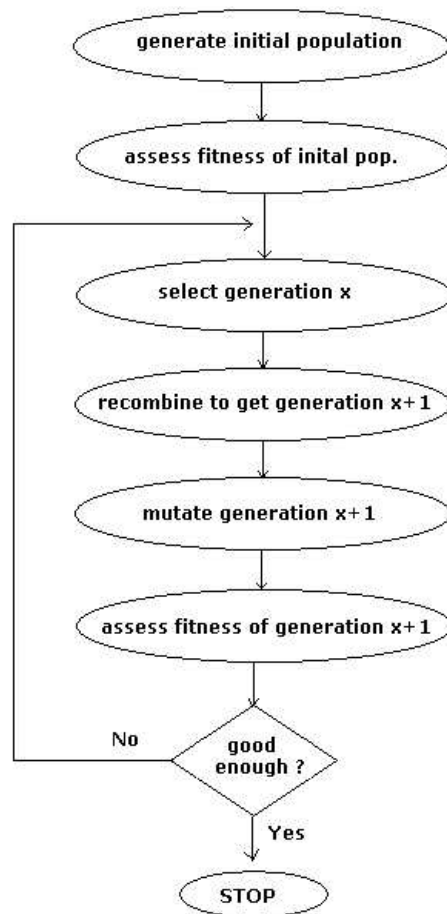 generate initial population
assess fitness of inital pop.
select generation x
recombine to get generation x+1
mutate generation x+1
assess fitness of generation x+1
No
good
enough ?
Yes
STOP